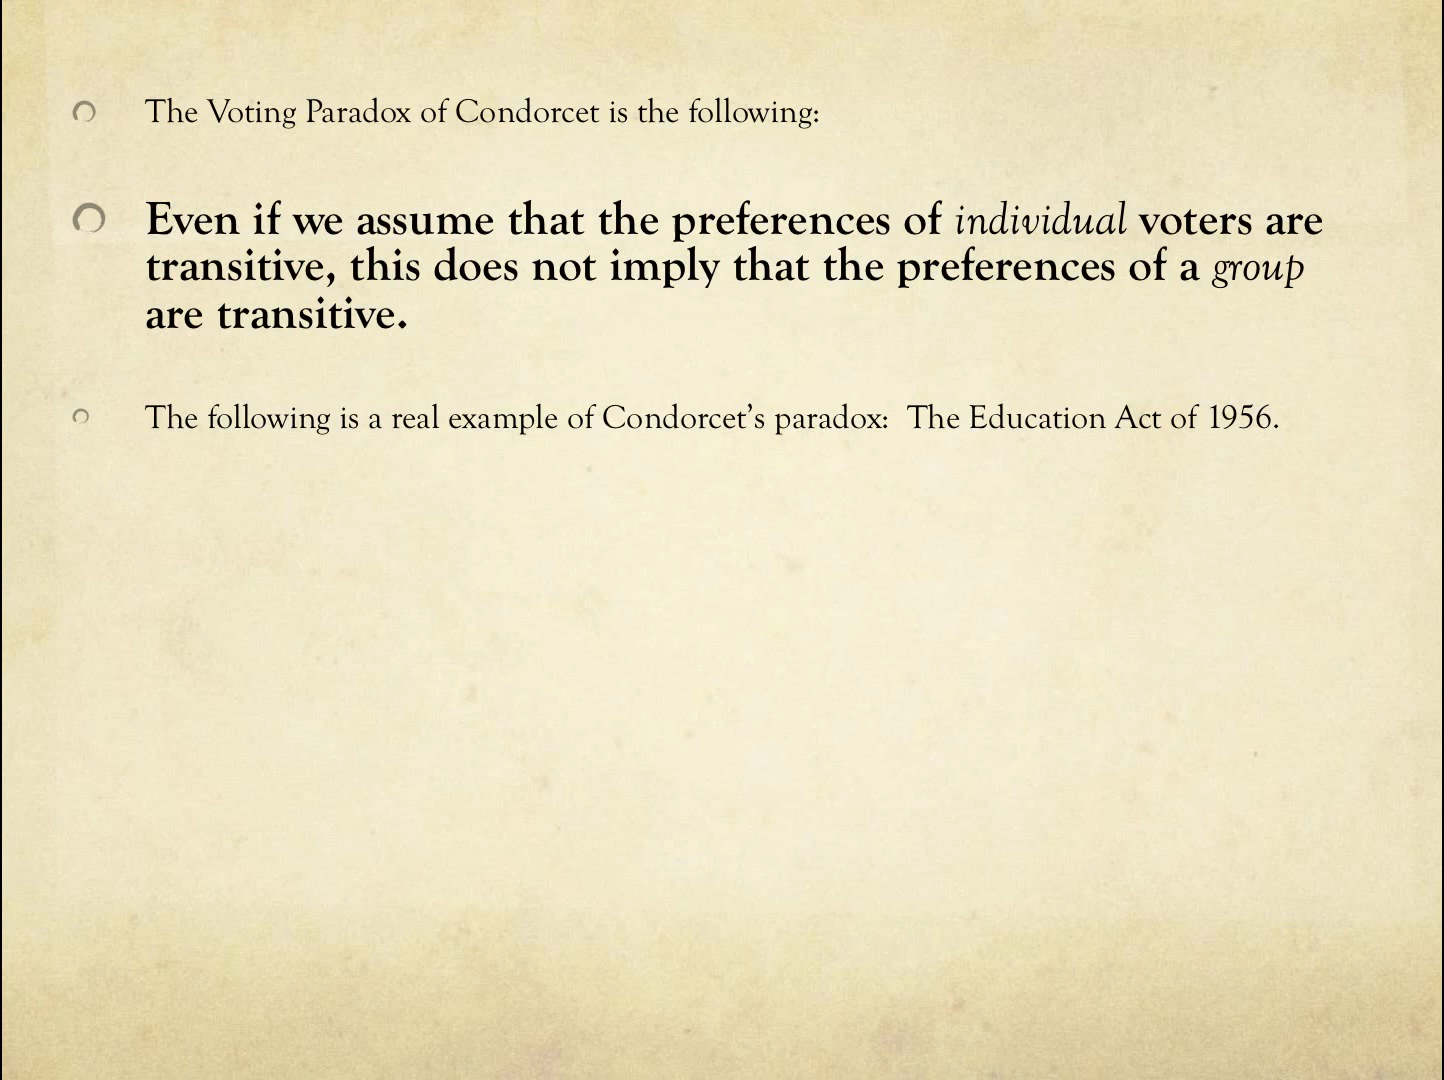 The Voting Paradox of Condorcet is the following:
Even if we assume that the preferences of individual voters are
transitive, this does not imply that the preferences of a group
are transitive.
The following is a real example of Condorcet’s paradox:  The Education Act of 1956.